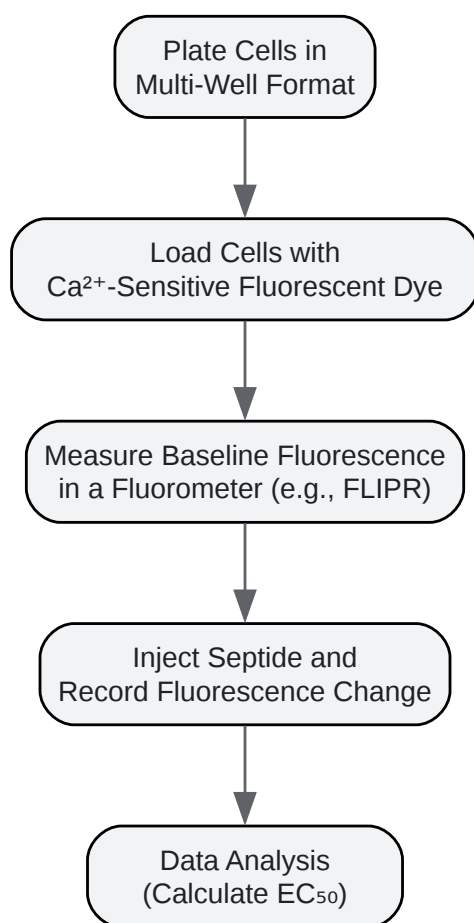 Plate Cells in
Multi-Well Format
Load Cells with
Ca²⁺-Sensitive Fluorescent Dye
Measure Baseline Fluorescence
in a Fluorometer (e.g., FLIPR)
Inject Septide and
Record Fluorescence Change
Data Analysis
(Calculate EC₅₀)